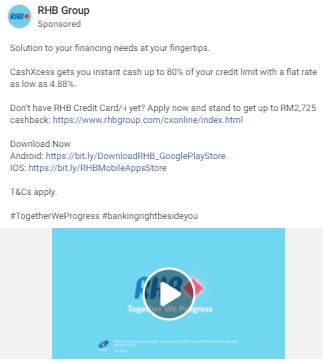 RHB Group
Sponsored
Solution to your financing needs at your fingertips.
CashXcess gets you instant cash up to 80% of your credit limit with a flat rate
as low as 4.88%.
Don't have RHB Credit Card/-i yet? Apply now and stand to get up to RM2,725
cashback: https://www.rhbgroup.com/cxonline/index.html
Download Now
Android: https://bit.ly/DownloadRHB_GooglePlayStore
IOS: https://bit.ly/RHBMobileAppsStore
T&Cs apply.
#TogetherWeProgress #bankingrightbesideyou
RHB
Together We Progress